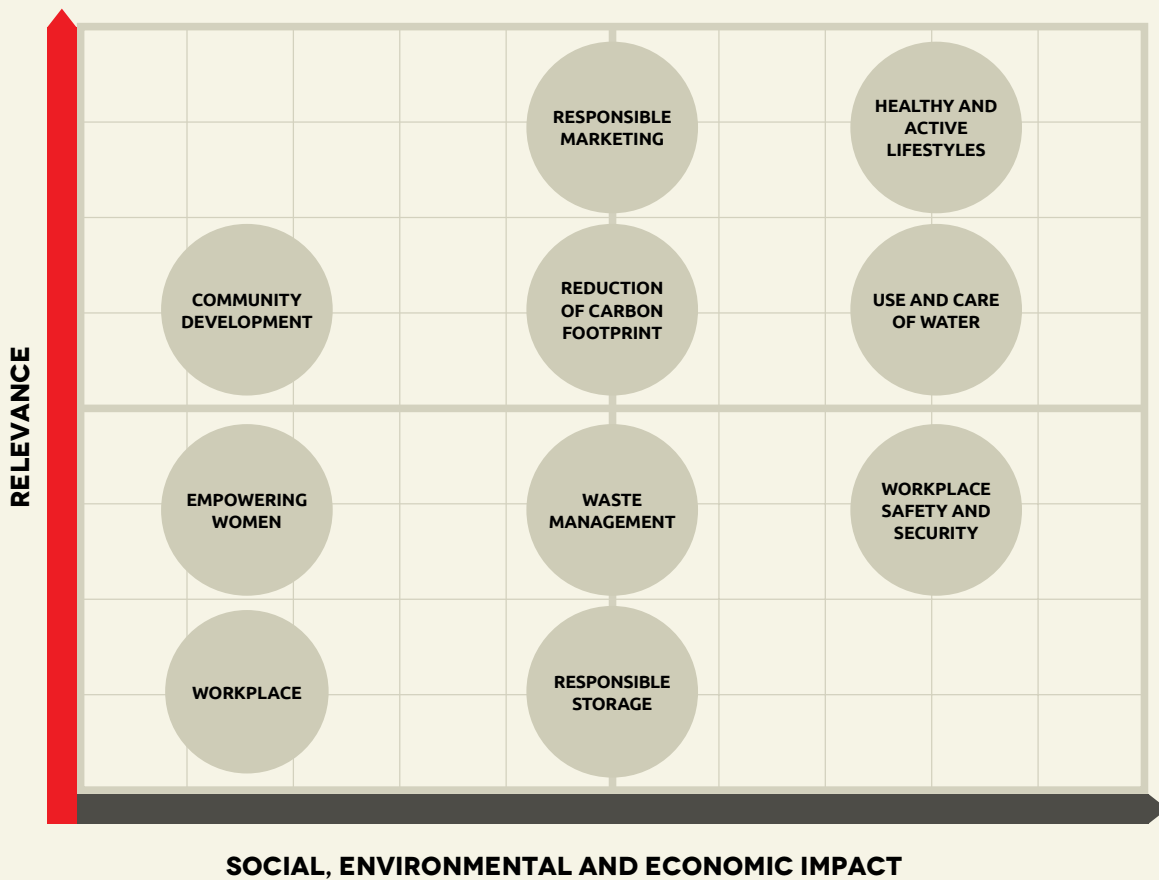 RESPONSIBLE
MARKETING
HEALTHY AND
ACTIVE
LIFESTYLES
COMMUNITY
DEVELOPMENT
REDUCTION
OF CARBON
FOOTPRINT
USE AND CARE
OF WATER
RELEVANCE
EMPOWERING
WOMEN
WASTE
MANAGEMENT
WORKPLACE
SAFETY AND
SECURITY
WORKPLACE
RESPONSIBLE
STORAGE
SOCIAL, ENVIRONMENTAL AND ECONOMIC IMPACT